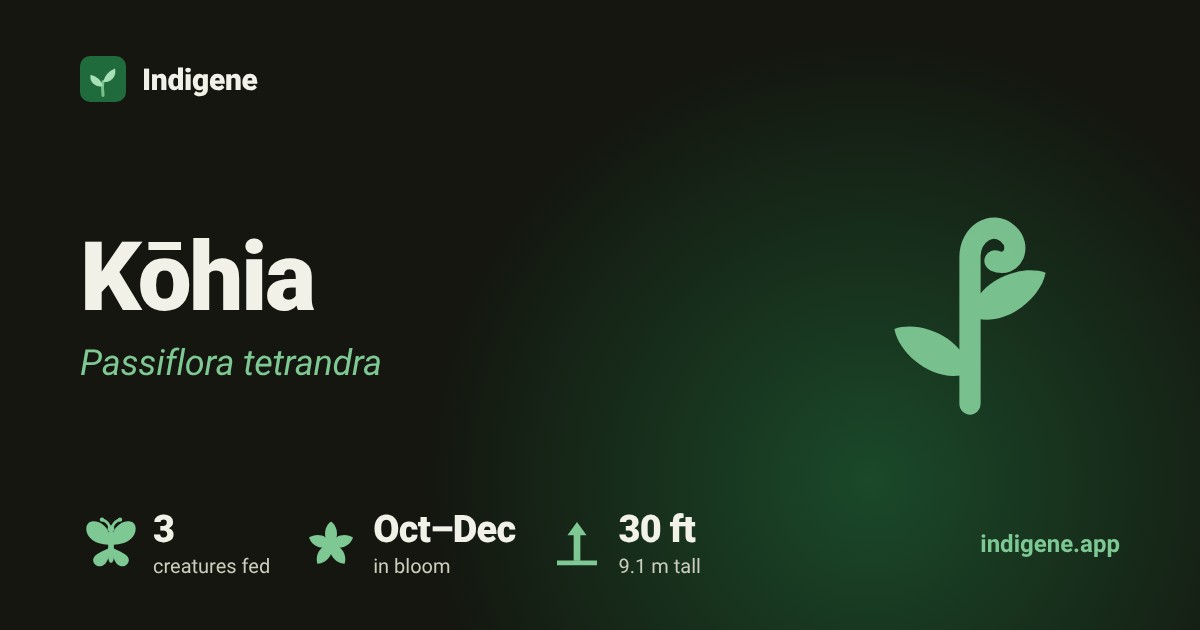 Indigene
Kōhia
Passiflora tetrandra
3
creatures fed
Oct–Dec
in bloom
30 ft
9.1 m tall
indigene.app